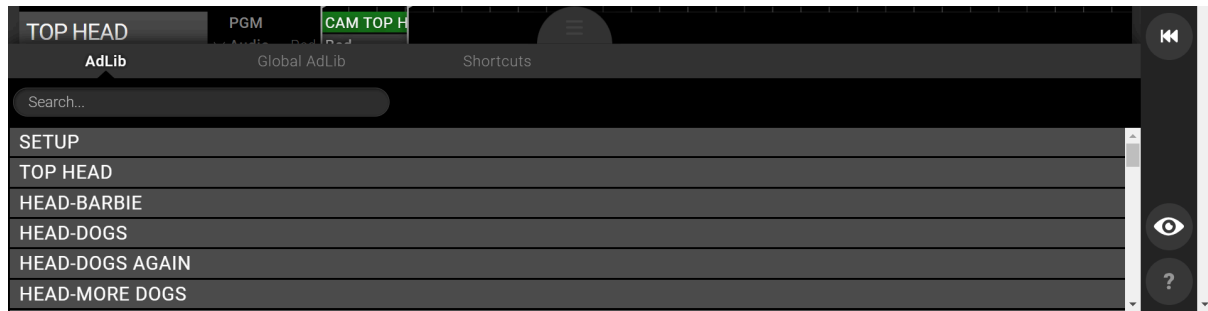 TOP HEAD
PGM
CAM TOP H
AdLib
Global AdLib
Shortcuts
Search...
SETUP
TOP HEAD
HEAD-BARBIE
HEAD-DOGS
HEAD-DOGS AGAIN
HEAD-MORE DOGS
?